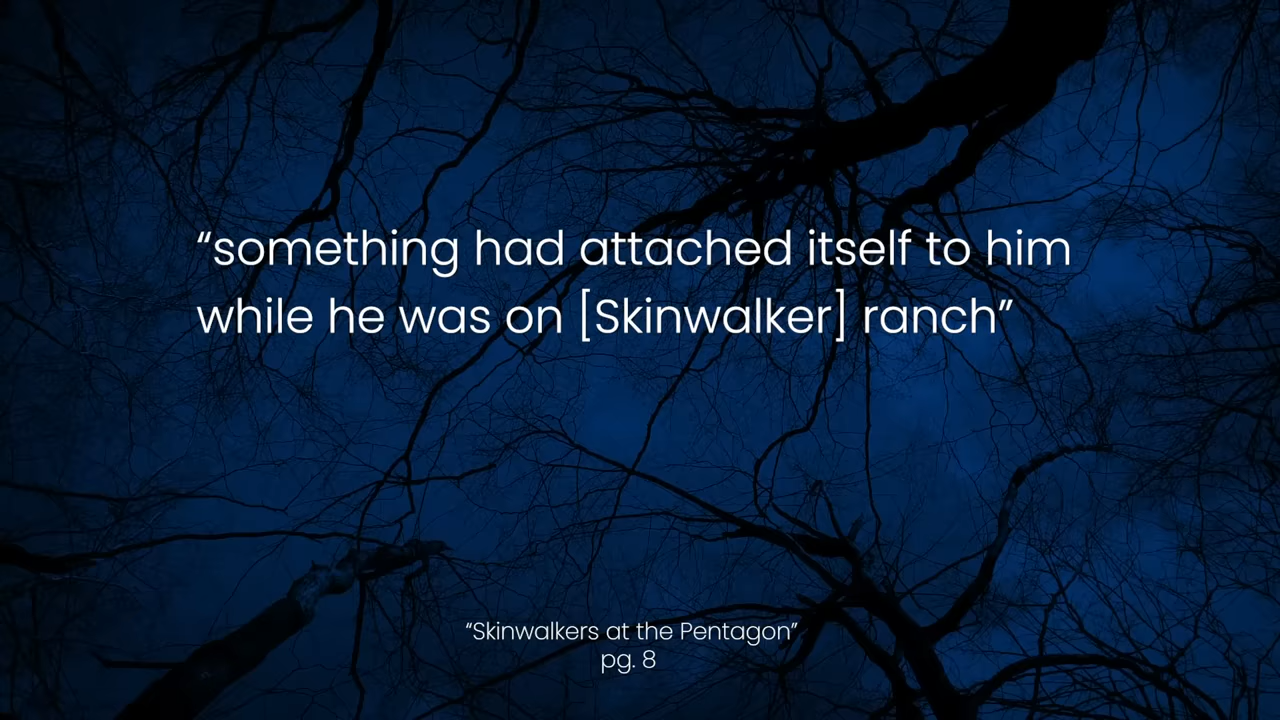 “something had attached itself to him
while he was on [Skinwalker] ranch”
“Skinwalkers at the Pentagon”
pg. 8